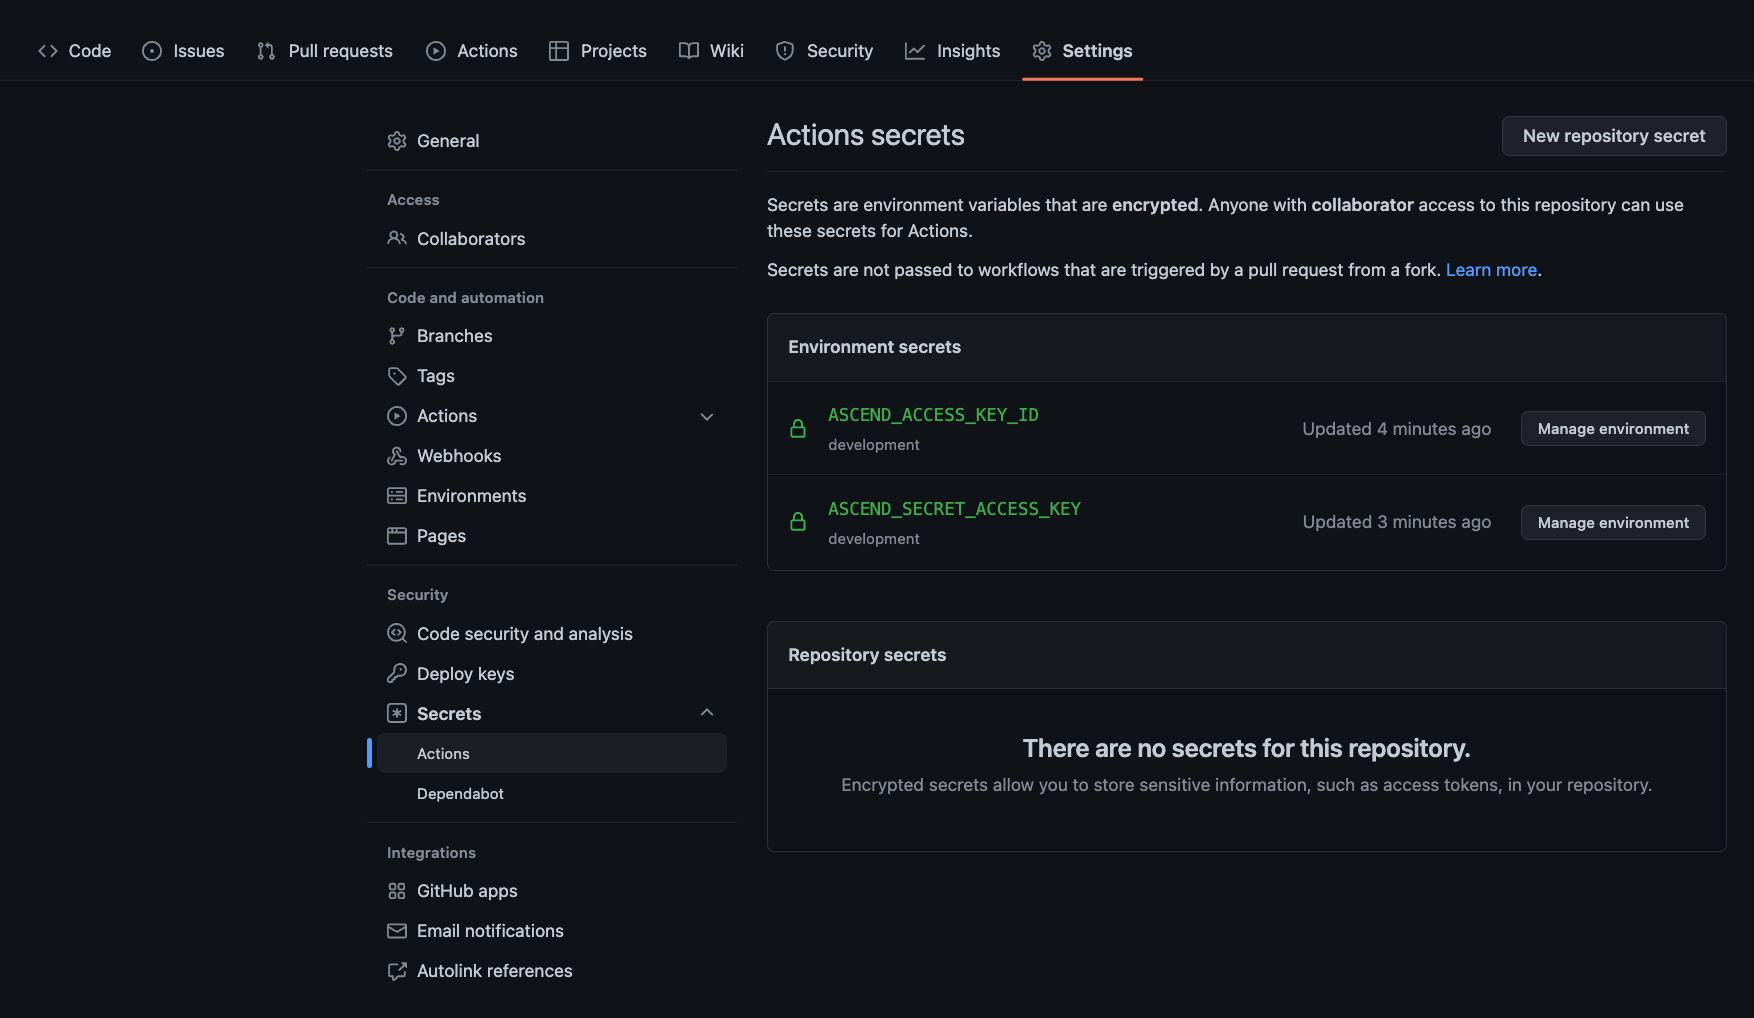 Code Issues Pull requests Actions Projects Wiki Security Insights Settings
General
Access
Collaborators
Code and automation
Branches
Tags
Actions
Webhooks
Environments
Pages
Security
Code security and analysis
Deploy keys
Secrets
Actions
Dependabot
Integrations
GitHub apps
Email notifications
Autolink references
Actions secrets
New repository secret
Secrets are environment variables that are encrypted. Anyone with collaborator access to this repository can use
these secrets for Actions.
Secrets are not passed to workflows that are triggered by a pull request from a fork. Learn more.
Environment secrets
ASCEND_ACCESS_KEY_ID
development
Updated 4 minutes ago
Manage environment
ASCEND_SECRET_ACCESS_KEY
development
Updated 3 minutes ago
Manage environment
Repository secrets
There are no secrets for this repository.
Encrypted secrets allow you to store sensitive information, such as access tokens, in your repository.